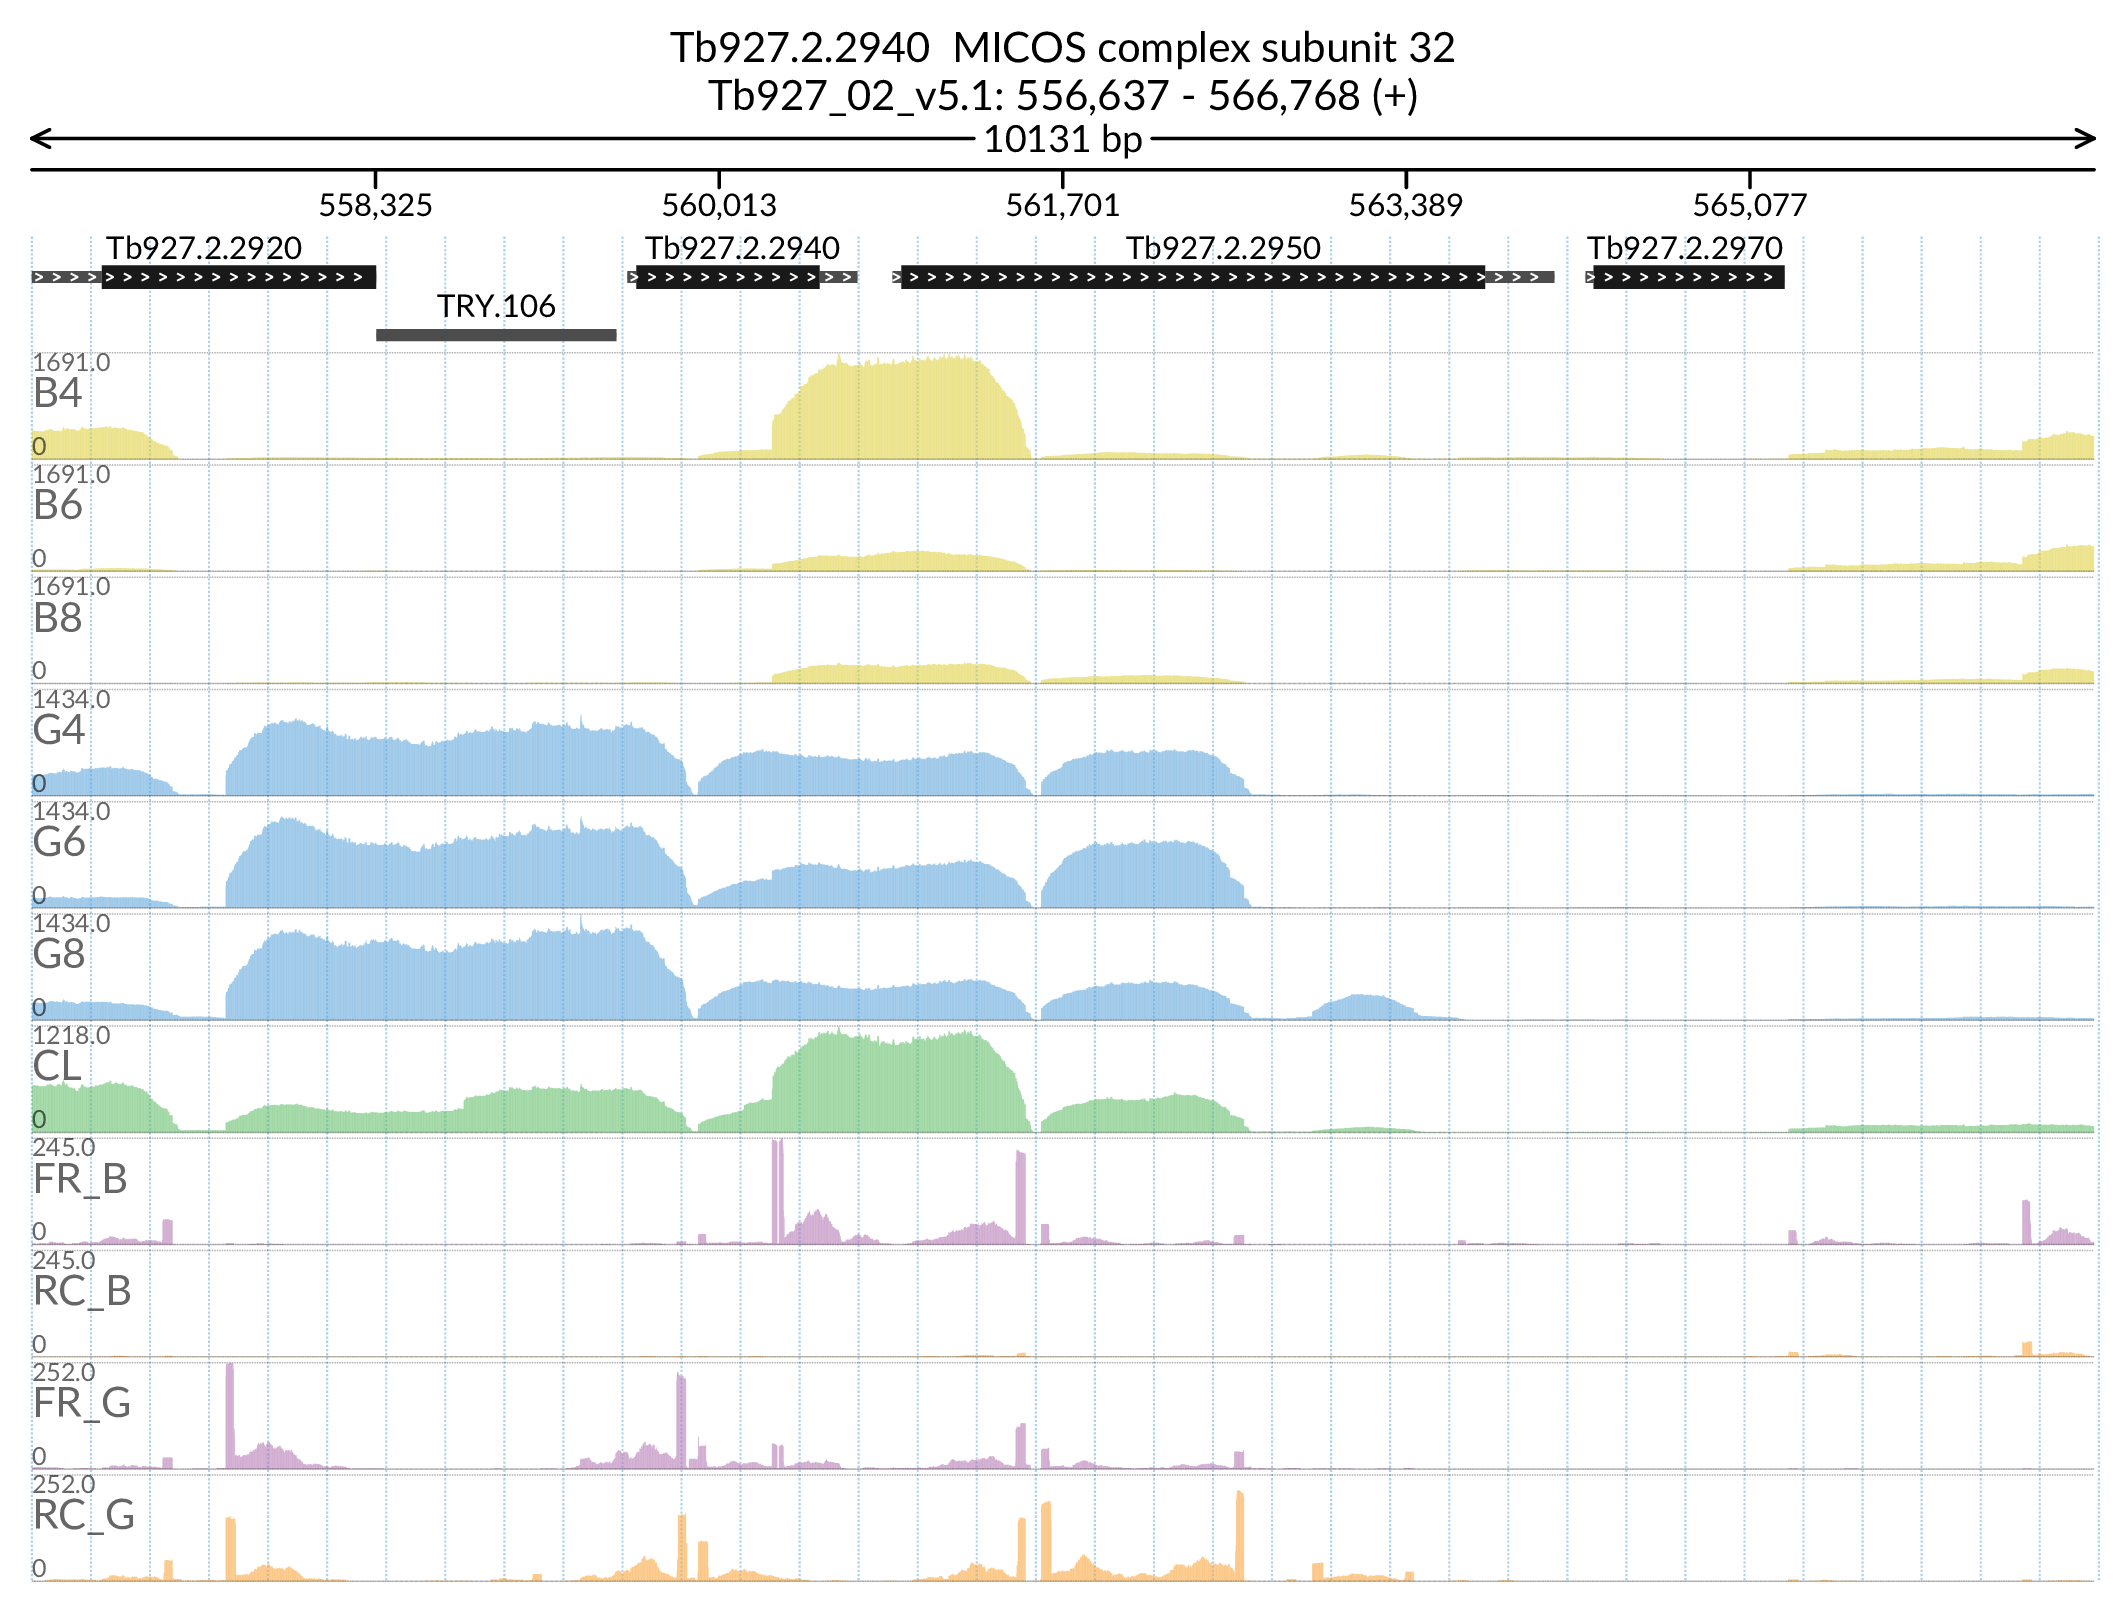 Tb927.2.2940 MICOS complex subunit 32
Tb927_02_v5.1: 556,637 - 566,768 (+)
10131 bp
558,325 560,013 561,701 563,389 565,077
Tb927.2.2920 Tb927.2.2940 Tb927.2.2950 Tb927.2.2970
TRY.106
1691.0
B4
0
1691.0
B6
0
1691.0
B8
0
1434.0
G4
0
1434.0
G6
0
1434.0
G8
0
1218.0
CL
0
245.0
FR_B
0
245.0
RC_B
0
252.0
FR_G
0
252.0
RC_G
0